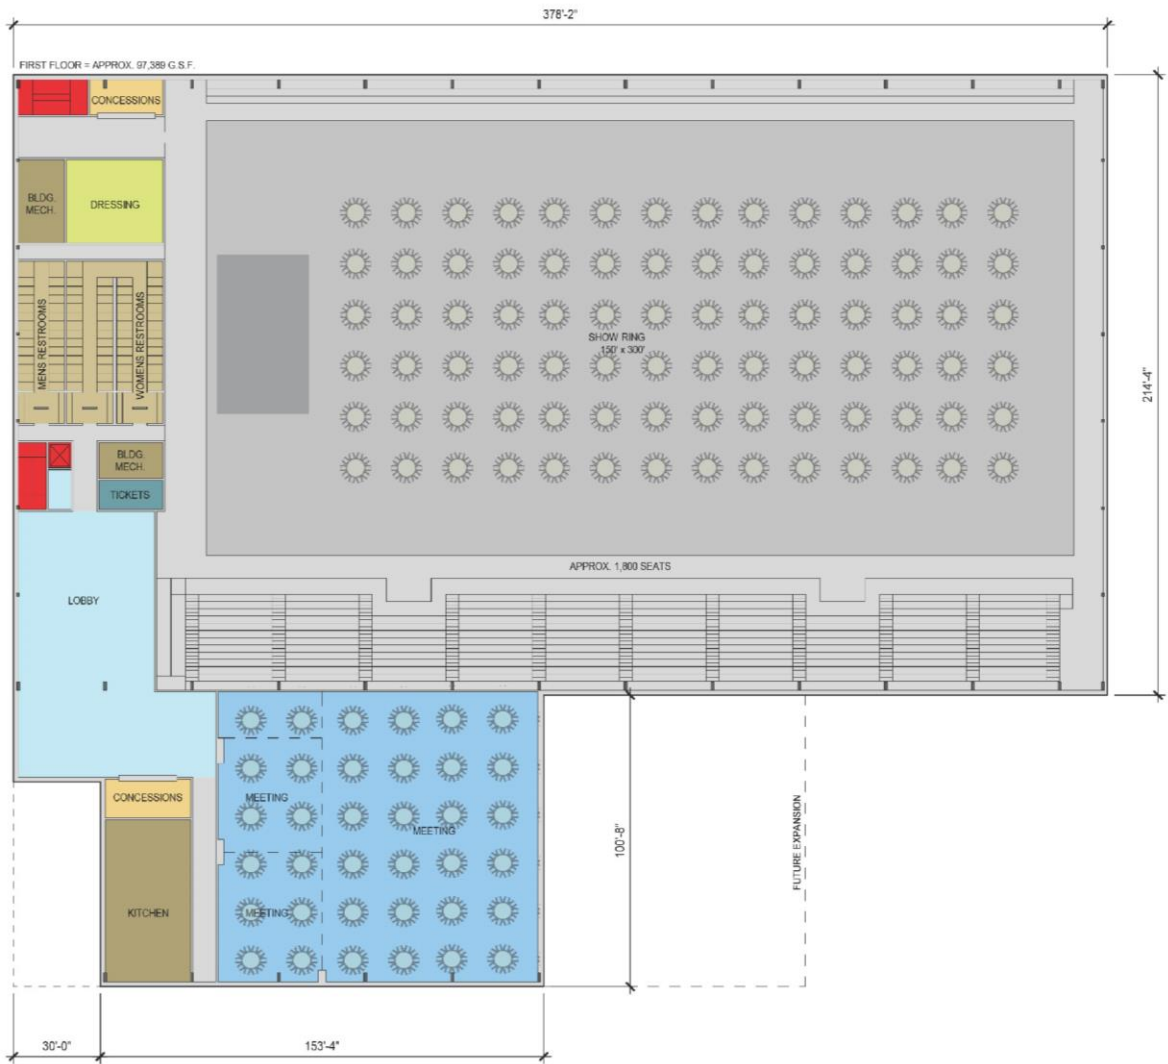 378'-2"
FIRST FLOOR = APPROX. 97,389 G.S.F.
CONCESSIONS
BLDG.
MECH.
DRESSING
MENS RESTROOMS
WOMENS RESTROOMS
SHOW RING
150' x 300'
214'-4"
BLDG.
MECH.
TICKETS
APPROX. 1,800 SEATS
LOBBY
CONCESSIONS
MEETING
MEETING
MEETING
KITCHEN
100'-8"
FUTURE EXPANSION
30'-0"
153'-4"